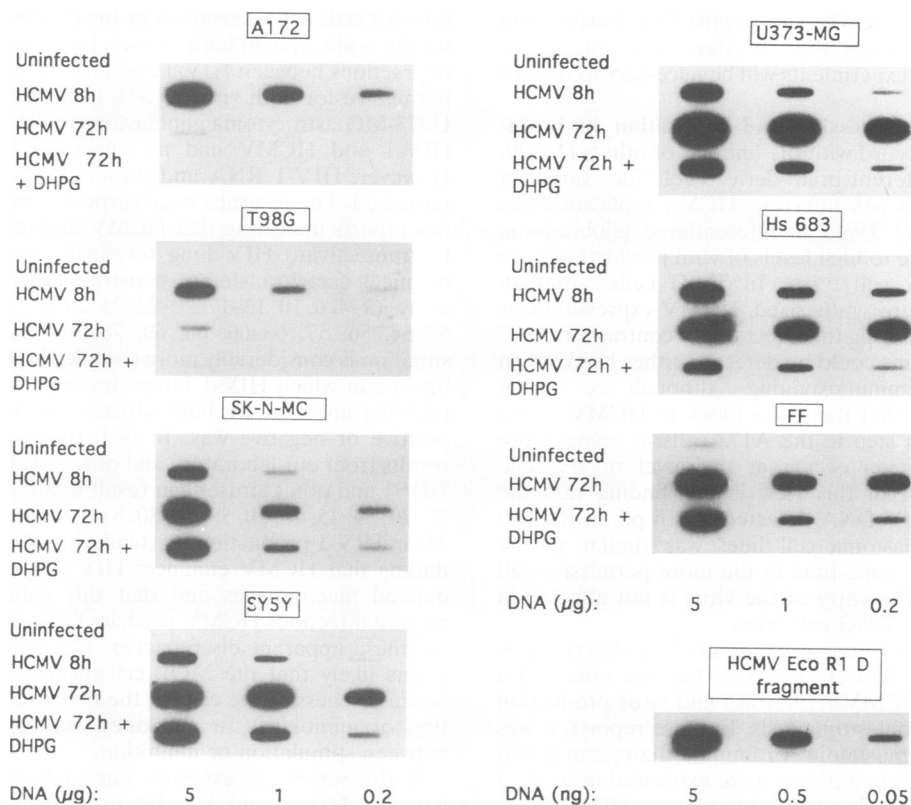 A172
Uninfected
HCMV 8h
HCMV 72h
HCMV 72h
+ DHPG
T98G
Uninfected
HCMV 8h
HCMV 72h
HCMV 72h +
DHPG
SK-N-MC
Uninfected
HCMV 8h
HCMV 72h
HCMV 72h +
DHPG
SY5Y
Uninfected
HCMV 8h
HCMV 72h
HCMV 72h +
DHPG
DNA (μg): 5 1 0.2
U373-MG
Uninfected
HCMV 8h
HCMV 72h
HCMV 72h +
DHPG
Hs 683
Uninfected
HCMV 8h
HCMV 72h
HCMV 72h +
DHPG
FF
Uninfected
HCMV 72h
HCMV 72h +
DHPG
DNA (μg): 5 1 0.2
HCMV Eco R1 D
fragment
DNA (ng): 5 0.5 0.05